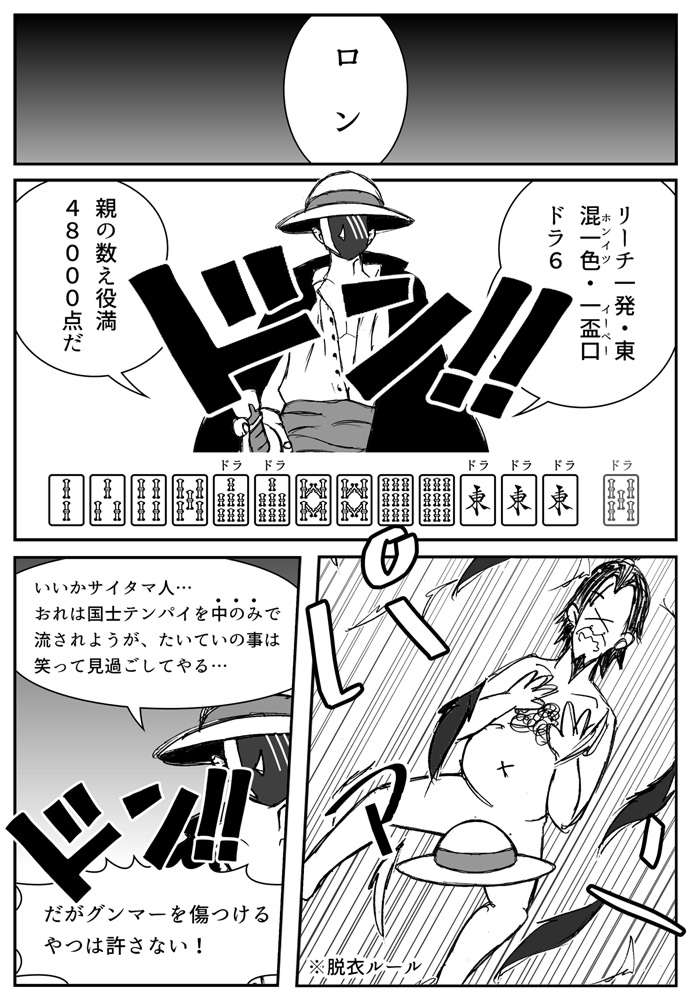 ロン
リーチ一発・東
混一色・一盃口
ホンイツ
イーペー
ドラ6
親の数え役満
48000点だ
ドン!!
ドラ
ドラ
ドラ
ドラ
ドラ
ドラ
東
東
東
いいかサイタマ人…
おれは国士テンパイを中のみで
流されようが、たいていの事は
笑って見過ごしてやる…
ドン!!
だがグンマーを傷つける
やつは許さない！
※脱衣ルール